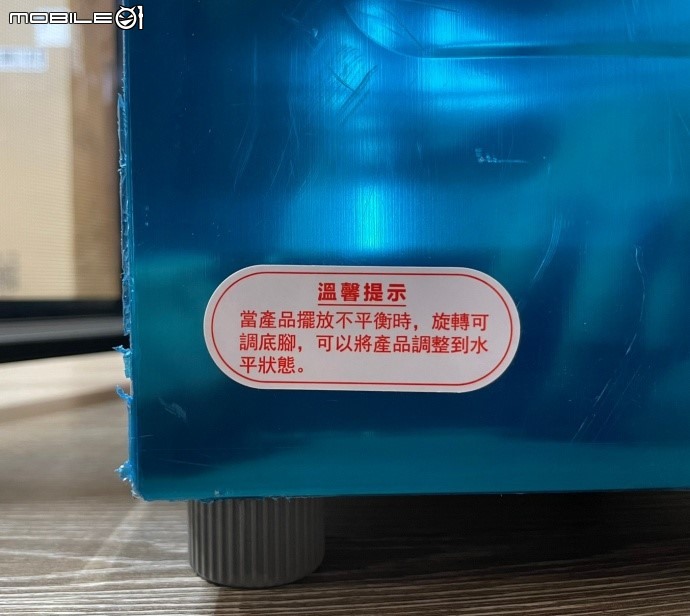 MOBILE01
溫馨提示
當產品擺放不平衡時，旋轉可
調底腳，可以將產品調整到水
平狀態。